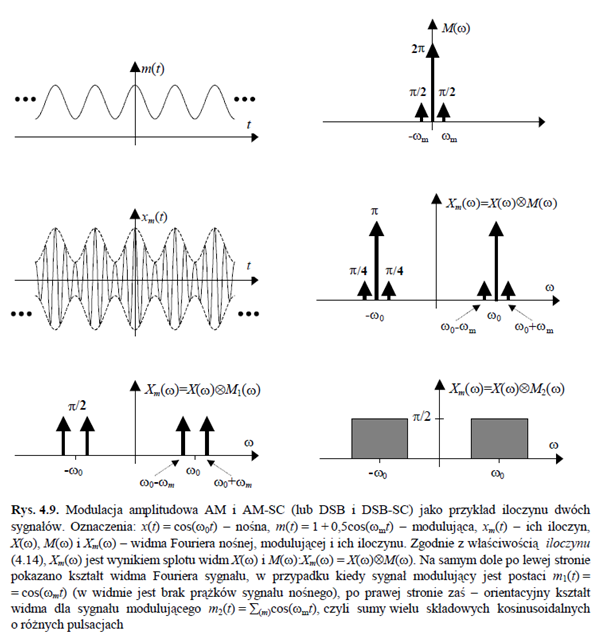 m(t)
t
M(ω)
2π
π/2 π/2
-ωm ωm
xm(t)
t
Xm(ω)=X(ω)⊗M(ω)
π
π/4 π/4
ω
-ω0
ω0-ωm ω0 ω0+ωm
Xm(ω)=X(ω)⊗M1(ω)
π/2
ω
-ω0 ω0
ω0-ωm ω0+ωm
Xm(ω)=X(ω)⊗M2(ω)
π/2
ω
-ω0 ω0
Rys. 4.9. Modulacja amplitudowa AM i AM-SC (lub DSB i DSB-SC) jako przykład iloczynu dwóch
sygnałów. Oznaczenia: x(t) = cos(ω0t) – nośna, m(t) = 1 + 0,5cos(ωmt) – modulująca, xm(t) – ich iloczyn,
X(ω), M(ω) i Xm(ω) – widma Fouriera nośnej, modulującej i ich iloczynu. Zgodnie z właściwością iloczynu
(4.14), Xm(ω) jest wynikiem splotu widm X(ω) i M(ω):Xm(ω) = X(ω)⊗M(ω). Na samym dole po lewej stronie
pokazano kształt widma Fouriera sygnału, w przypadku kiedy sygnał modulujący jest postaci m1(t) =
= cos(ωmt) (w widmie jest brak prążków sygnału nośnego), po prawej stronie zaś – orientacyjny kształt
widma dla sygnału modulującego m2(t) = ∑(m)cos(ωmt), czyli sumy wielu składowych kosinusoidalnych
o różnych pulsacjach